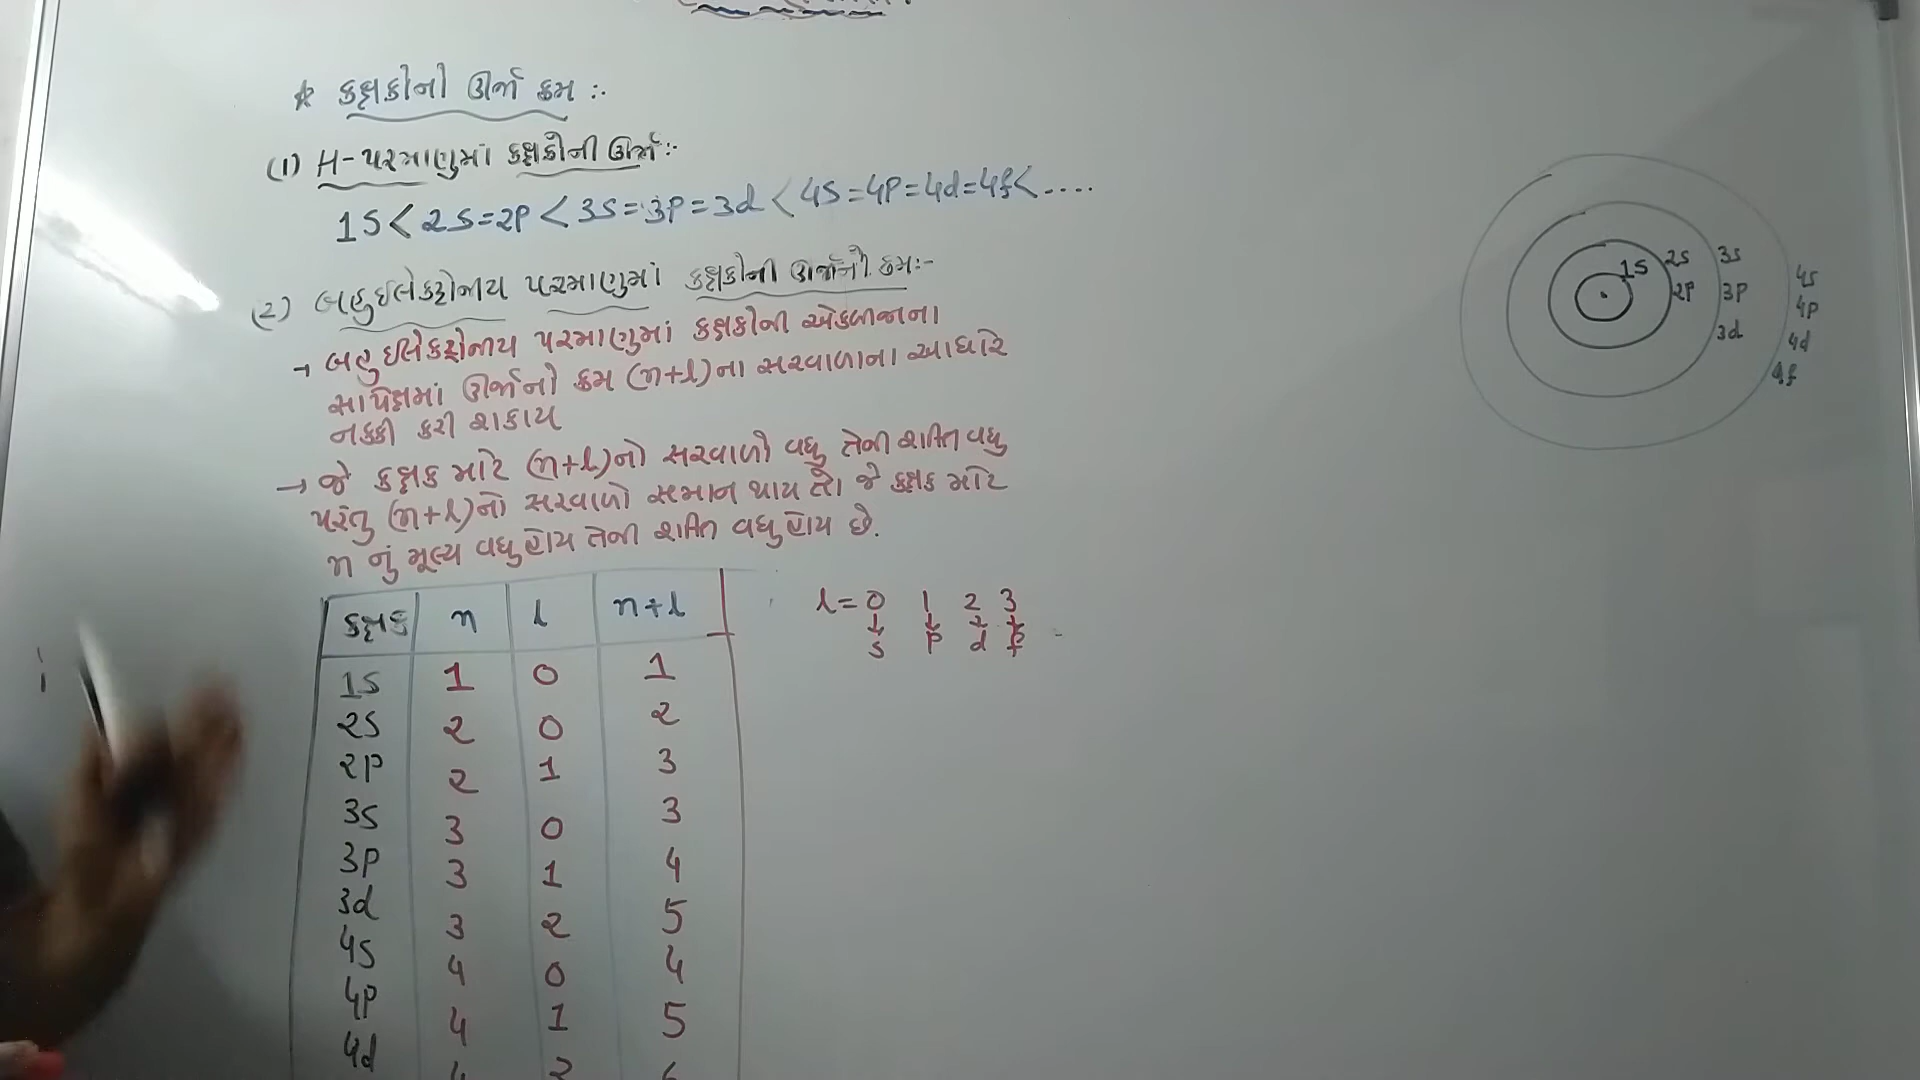 * કક્ષકોની ઊર્જા ક્રમ :-
(1) H-પરમાણુમાં કક્ષકોની ઊર્જા:-
1S < 2S = 2P < 3S = 3P = 3d < 4S = 4P = 4d = 4f < ....
(2) બહુઇલેક્ટ્રોનીય પરમાણુમાં કક્ષકોની ઊર્જાનો ક્રમ:-
→ બહુઇલેક્ટ્રોનીય પરમાણુમાં કક્ષકોની એકબીજાના
સાપેક્ષમાં ઊર્જાનો ક્રમ (n+l) ના સરવાળાના આધારે
નક્કી કરી શકાય
→ જે કક્ષક માટે (n+l) નો સરવાળો વધુ તેની શક્તિ વધુ
પરંતુ (n+l) નો સરવાળો સમાન થાય તો જે કક્ષક માટે
n નું મૂલ્ય વધુ હોય તેની શક્તિ વધુ હોય છે.
કક્ષક n l n+l
1S 1 0 1
2S 2 0 2
2P 2 1 3
3S 3 0 3
3P 3 1 4
3d 3 2 5
4S 4 0 4
4P 4 1 5
4d 4 2
l = 0 1 2 3
↓ ↓ ↓ ↓
s p d f
1S 2S 3S 4S
2P 3P 4P
3d 4d
4f